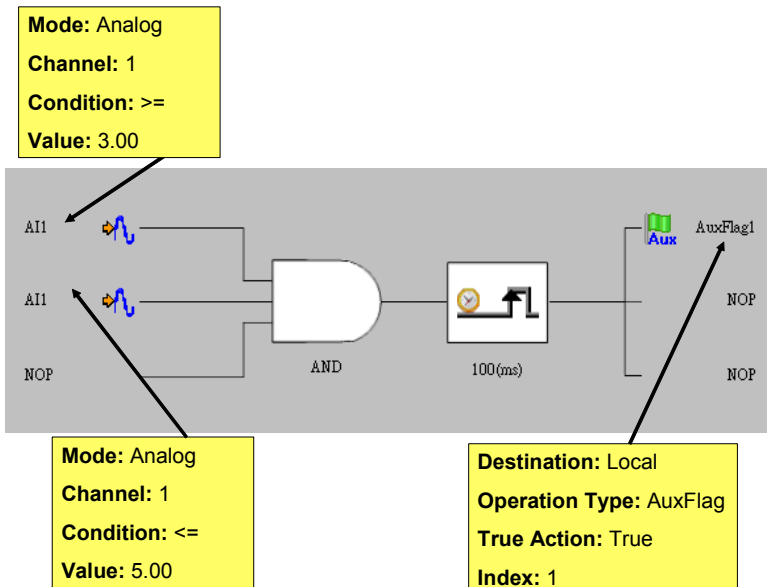 Mode: Analog
Channel: 1
Condition: >=
Value: 3.00
AI1
Aux
AuxFlag1
AI1
NOP
NOP
AND
100(ms)
NOP
Mode: Analog
Channel: 1
Condition: <=
Value: 5.00
Destination: Local
Operation Type: AuxFlag
True Action: True
Index: 1